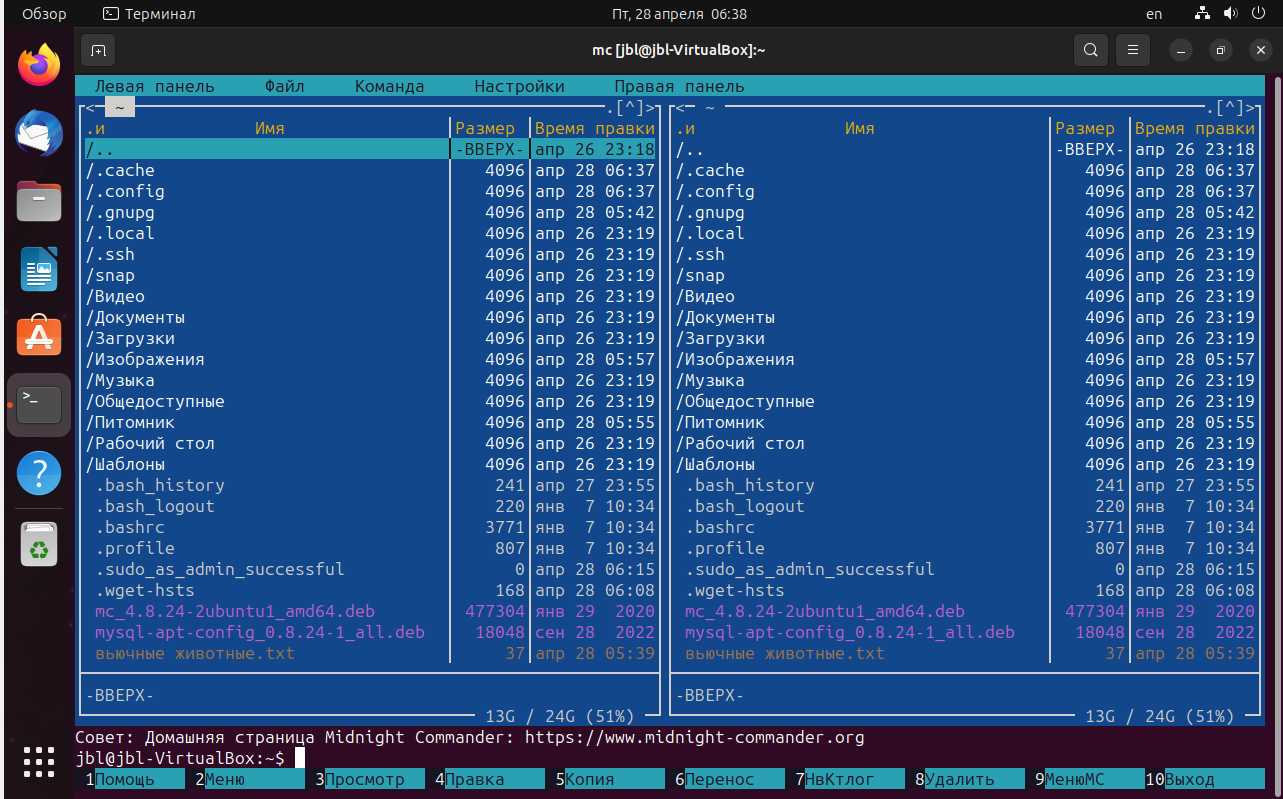 Обзор Терминал Пт, 28 апреля 06:38 en
mc [jbl@jbl-VirtualBox]:~
Левая панель Файл Команда Настройки Правая панель
<─ ~ ─.[^]>
.и Имя Размер Время правки
/.. -ВВЕРХ- апр 26 23:18
/.cache 4096 апр 28 06:37
/.config 4096 апр 28 06:37
/.gnupg 4096 апр 28 05:42
/.local 4096 апр 26 23:19
/.ssh 4096 апр 26 23:19
/snap 4096 апр 26 23:19
/Видео 4096 апр 26 23:19
/Документы 4096 апр 26 23:19
/Загрузки 4096 апр 26 23:19
/Изображения 4096 апр 28 05:57
/Музыка 4096 апр 26 23:19
/Общедоступные 4096 апр 26 23:19
/Питомник 4096 апр 28 05:55
/Рабочий стол 4096 апр 26 23:19
/Шаблоны 4096 апр 26 23:19
.bash_history 241 апр 27 23:55
.bash_logout 220 янв 7 10:34
.bashrc 3771 янв 7 10:34
.profile 807 янв 7 10:34
.sudo_as_admin_successful 0 апр 28 06:15
.wget-hsts 168 апр 28 06:08
mc_4.8.24-2ubuntu1_amd64.deb 477304 янв 29 2020
mysql-apt-config_0.8.24-1_all.deb 18048 сен 28 2022
вьючные животные.txt 37 апр 28 05:39
-ВВЕРХ-
13G / 24G (51%)
<─ ~ ─.[^]>
.и Имя Размер Время правки
/.. -ВВЕРХ- апр 26 23:18
/.cache 4096 апр 28 06:37
/.config 4096 апр 28 06:37
/.gnupg 4096 апр 28 05:42
/.local 4096 апр 26 23:19
/.ssh 4096 апр 26 23:19
/snap 4096 апр 26 23:19
/Видео 4096 апр 26 23:19
/Документы 4096 апр 26 23:19
/Загрузки 4096 апр 26 23:19
/Изображения 4096 апр 28 05:57
/Музыка 4096 апр 26 23:19
/Общедоступные 4096 апр 26 23:19
/Питомник 4096 апр 28 05:55
/Рабочий стол 4096 апр 26 23:19
/Шаблоны 4096 апр 26 23:19
.bash_history 241 апр 27 23:55
.bash_logout 220 янв 7 10:34
.bashrc 3771 янв 7 10:34
.profile 807 янв 7 10:34
.sudo_as_admin_successful 0 апр 28 06:15
.wget-hsts 168 апр 28 06:08
mc_4.8.24-2ubuntu1_amd64.deb 477304 янв 29 2020
mysql-apt-config_0.8.24-1_all.deb 18048 сен 28 2022
вьючные животные.txt 37 апр 28 05:39
-ВВЕРХ-
13G / 24G (51%)
Совет: Домашняя страница Midnight Commander: https://www.midnight-commander.org
jbl@jbl-VirtualBox:~$
1Помощь 2Меню 3Просмотр 4Правка 5Копия 6Перенос 7НвКтлог 8Удалить 9МенюMC 10Выход